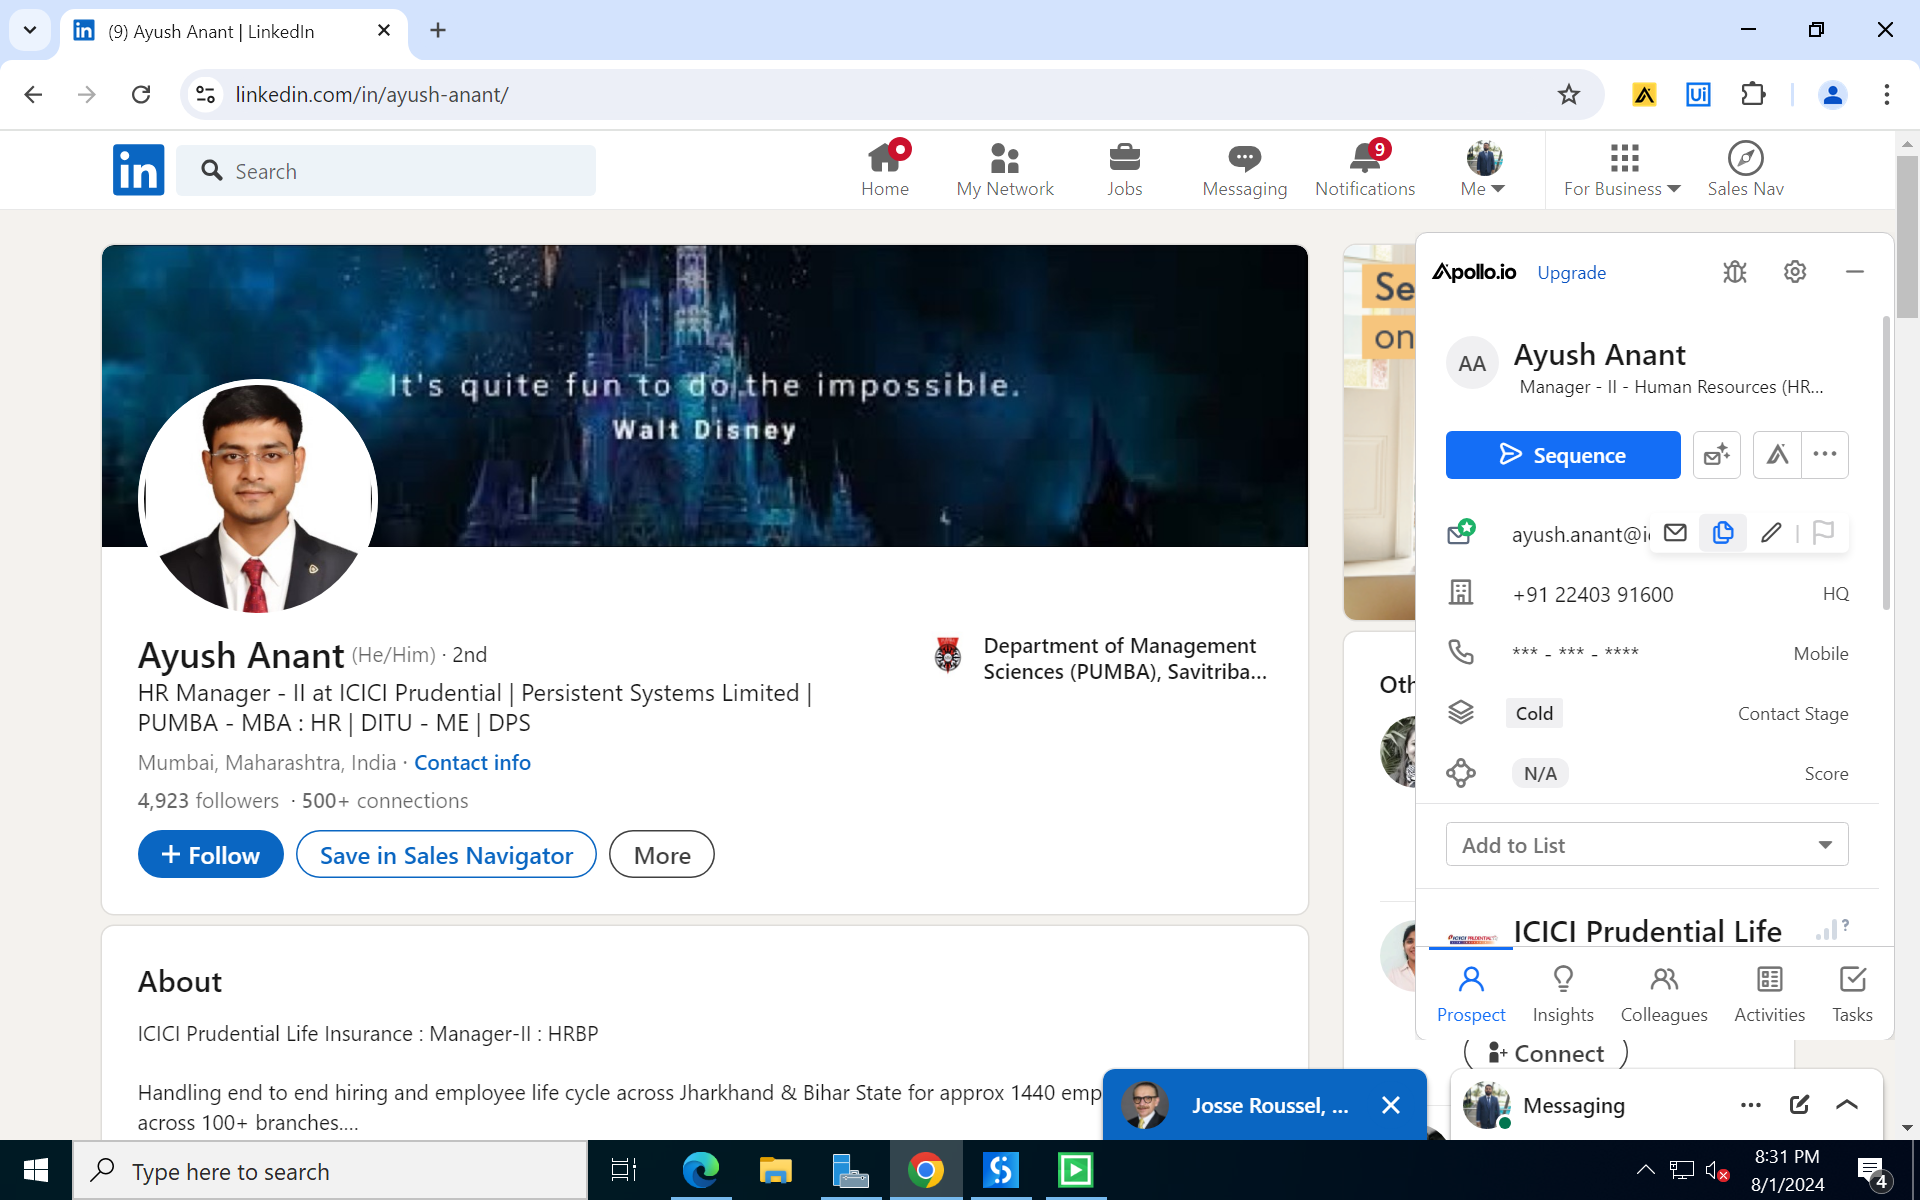 (9) Ayush Anant | LinkedIn
linkedin.com/in/ayush-anant/
Ui
in
Search
Home
My Network
Jobs
Messaging
9
Notifications
Me
For Business
Sales Nav
It's quite fun to do the impossible.
Walt Disney
Ayush Anant (He/Him) · 2nd
HR Manager - II at ICICI Prudential | Persistent Systems Limited |
PUMBA - MBA : HR | DITU - ME | DPS
Mumbai, Maharashtra, India · Contact info
4,923 followers · 500+ connections
+ Follow
Save in Sales Navigator
More
Department of Management
Sciences (PUMBA), Savitriba...
About
ICICI Prudential Life Insurance : Manager-II : HRBP
Handling end to end hiring and employee life cycle across Jharkhand & Bihar State for approx 1440 emp
across 100+ branches....
Se
on
Oth
Apollo.io
Upgrade
AA
Ayush Anant
Manager - II - Human Resources (HR...
Sequence
ayush.anant@i
+91 22403 91600
HQ
*** - *** - ****
Mobile
Cold
Contact Stage
N/A
Score
Add to List
ICICI PRUDENTIAL
ICICI Prudential Life
?
Prospect
Insights
Colleagues
Activities
Tasks
Connect
Josse Roussel, ...
Messaging
Type here to search
8:31 PM
8/1/2024
4